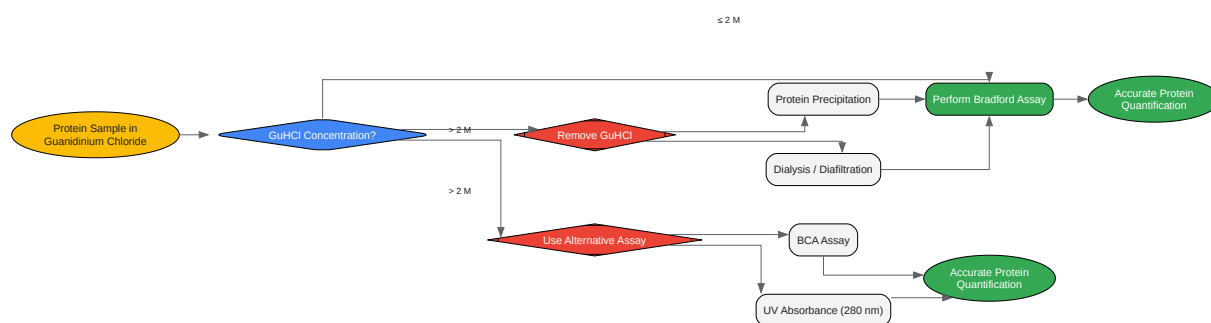 ≤ 2 M
Protein Precipitation
Perform Bradford Assay
Accurate Protein
Quantification
Protein Sample in
Guanidinium Chloride
GuHCl Concentration?
> 2 M
Remove GuHCl
Dialysis / Diafiltration
> 2 M
Use Alternative Assay
BCA Assay
Accurate Protein
Quantification
UV Absorbance (280 nm)